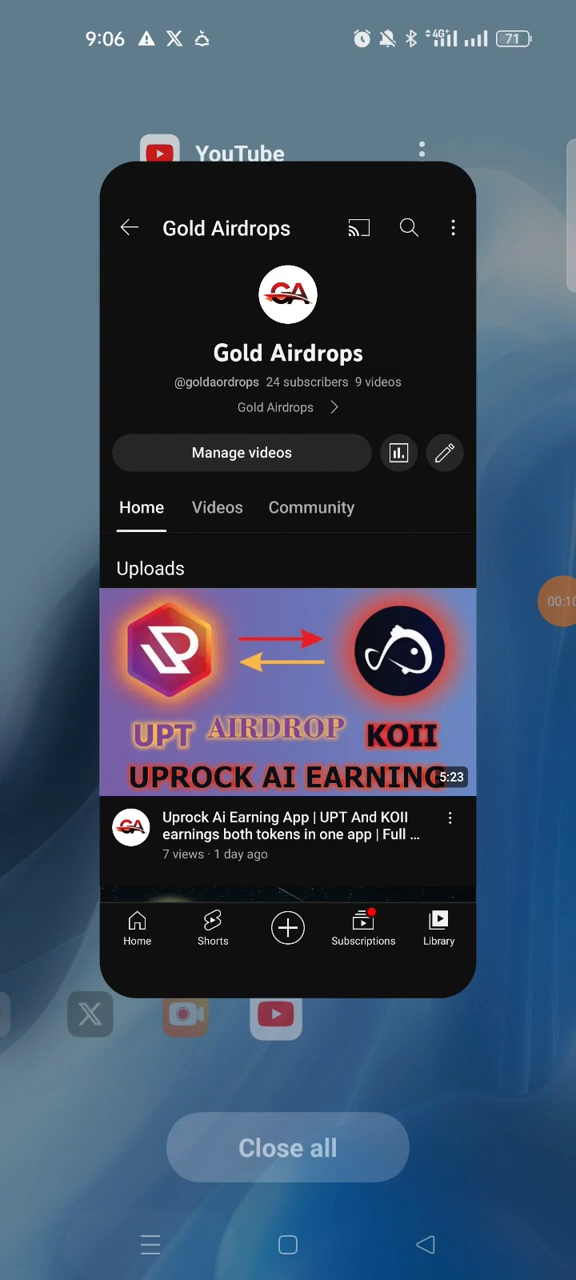 9:06
4G+
71
YouTube
Gold Airdrops
GA
Gold Airdrops
@goldaordrops 24 subscribers 9 videos
Gold Airdrops
Manage videos
Home Videos Community
Uploads
UPT AIRDROP KOII
UPROCK AI EARNING
5:23
GA
Uprock Ai Earning App | UPT And KOII
earnings both tokens in one app | Full ...
7 views · 1 day ago
Home Shorts Subscriptions Library
Close all